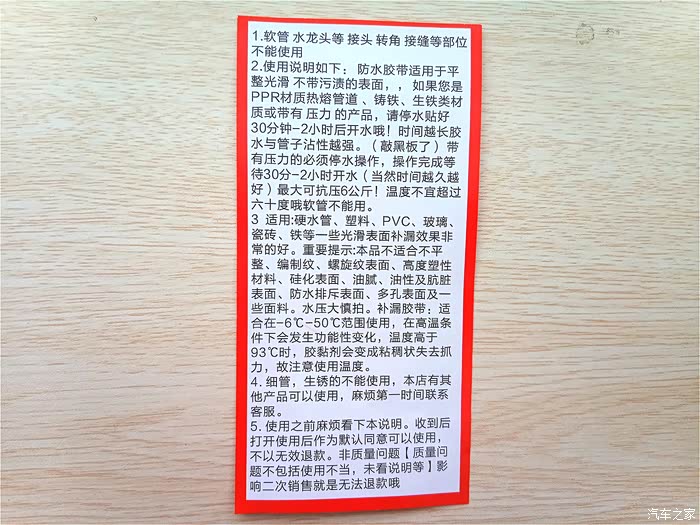 1.软管 水龙头等 接头 转角 接缝等部位
不能使用
2.使用说明如下： 防水胶带适用于平
整光滑 不带污渍的表面，，如果您是
PPR材质热熔管道 、铸铁、生铁类材
质或带有 压力 的产品，请停水贴好
30分钟-2小时后开水哦！时间越长胶
水与管子沾性越强。（敲黑板了）带
有压力的必须停水操作，操作完成等
待30分-2小时开水（当然时间越久越
好）最大可抗压6公斤！温度不宜超过
六十度哦软管不能用。
3 适用:硬水管、塑料、PVC、玻璃、
瓷砖、铁等一些光滑表面补漏效果非
常的好。重要提示:本品不适合不平
整、编制纹、螺旋纹表面、高度塑性
材料、硅化表面、油腻、油性及肮脏
表面、防水排斥表面、多孔表面及一
些面料。水压大慎拍。补漏胶带：适
合在-6℃-50℃范围使用，在高温条
件下会发生功能性变化，温度高于
93℃时，胶黏剂会变成粘稠状失去抓
力，故注意使用温度。
4. 细管，生锈的不能使用，本店有其
他产品可以使用，麻烦第一时间联系
客服。
5. 使用之前麻烦看下本说明。收到后
打开使用后作为默认同意可以使用，
不以无效退款。非质量问题【质量问
题不包括使用不当，未看说明等】影
响二次销售就是无法退款哦
汽车之家